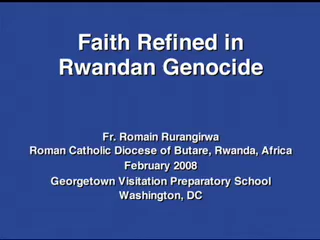 Faith Refined in
Rwandan Genocide
Fr. Romain Rurangirwa
Roman Catholic Diocese of Butare, Rwanda, Africa
February 2008
Georgetown Visitation Preparatory School
Washington, DC